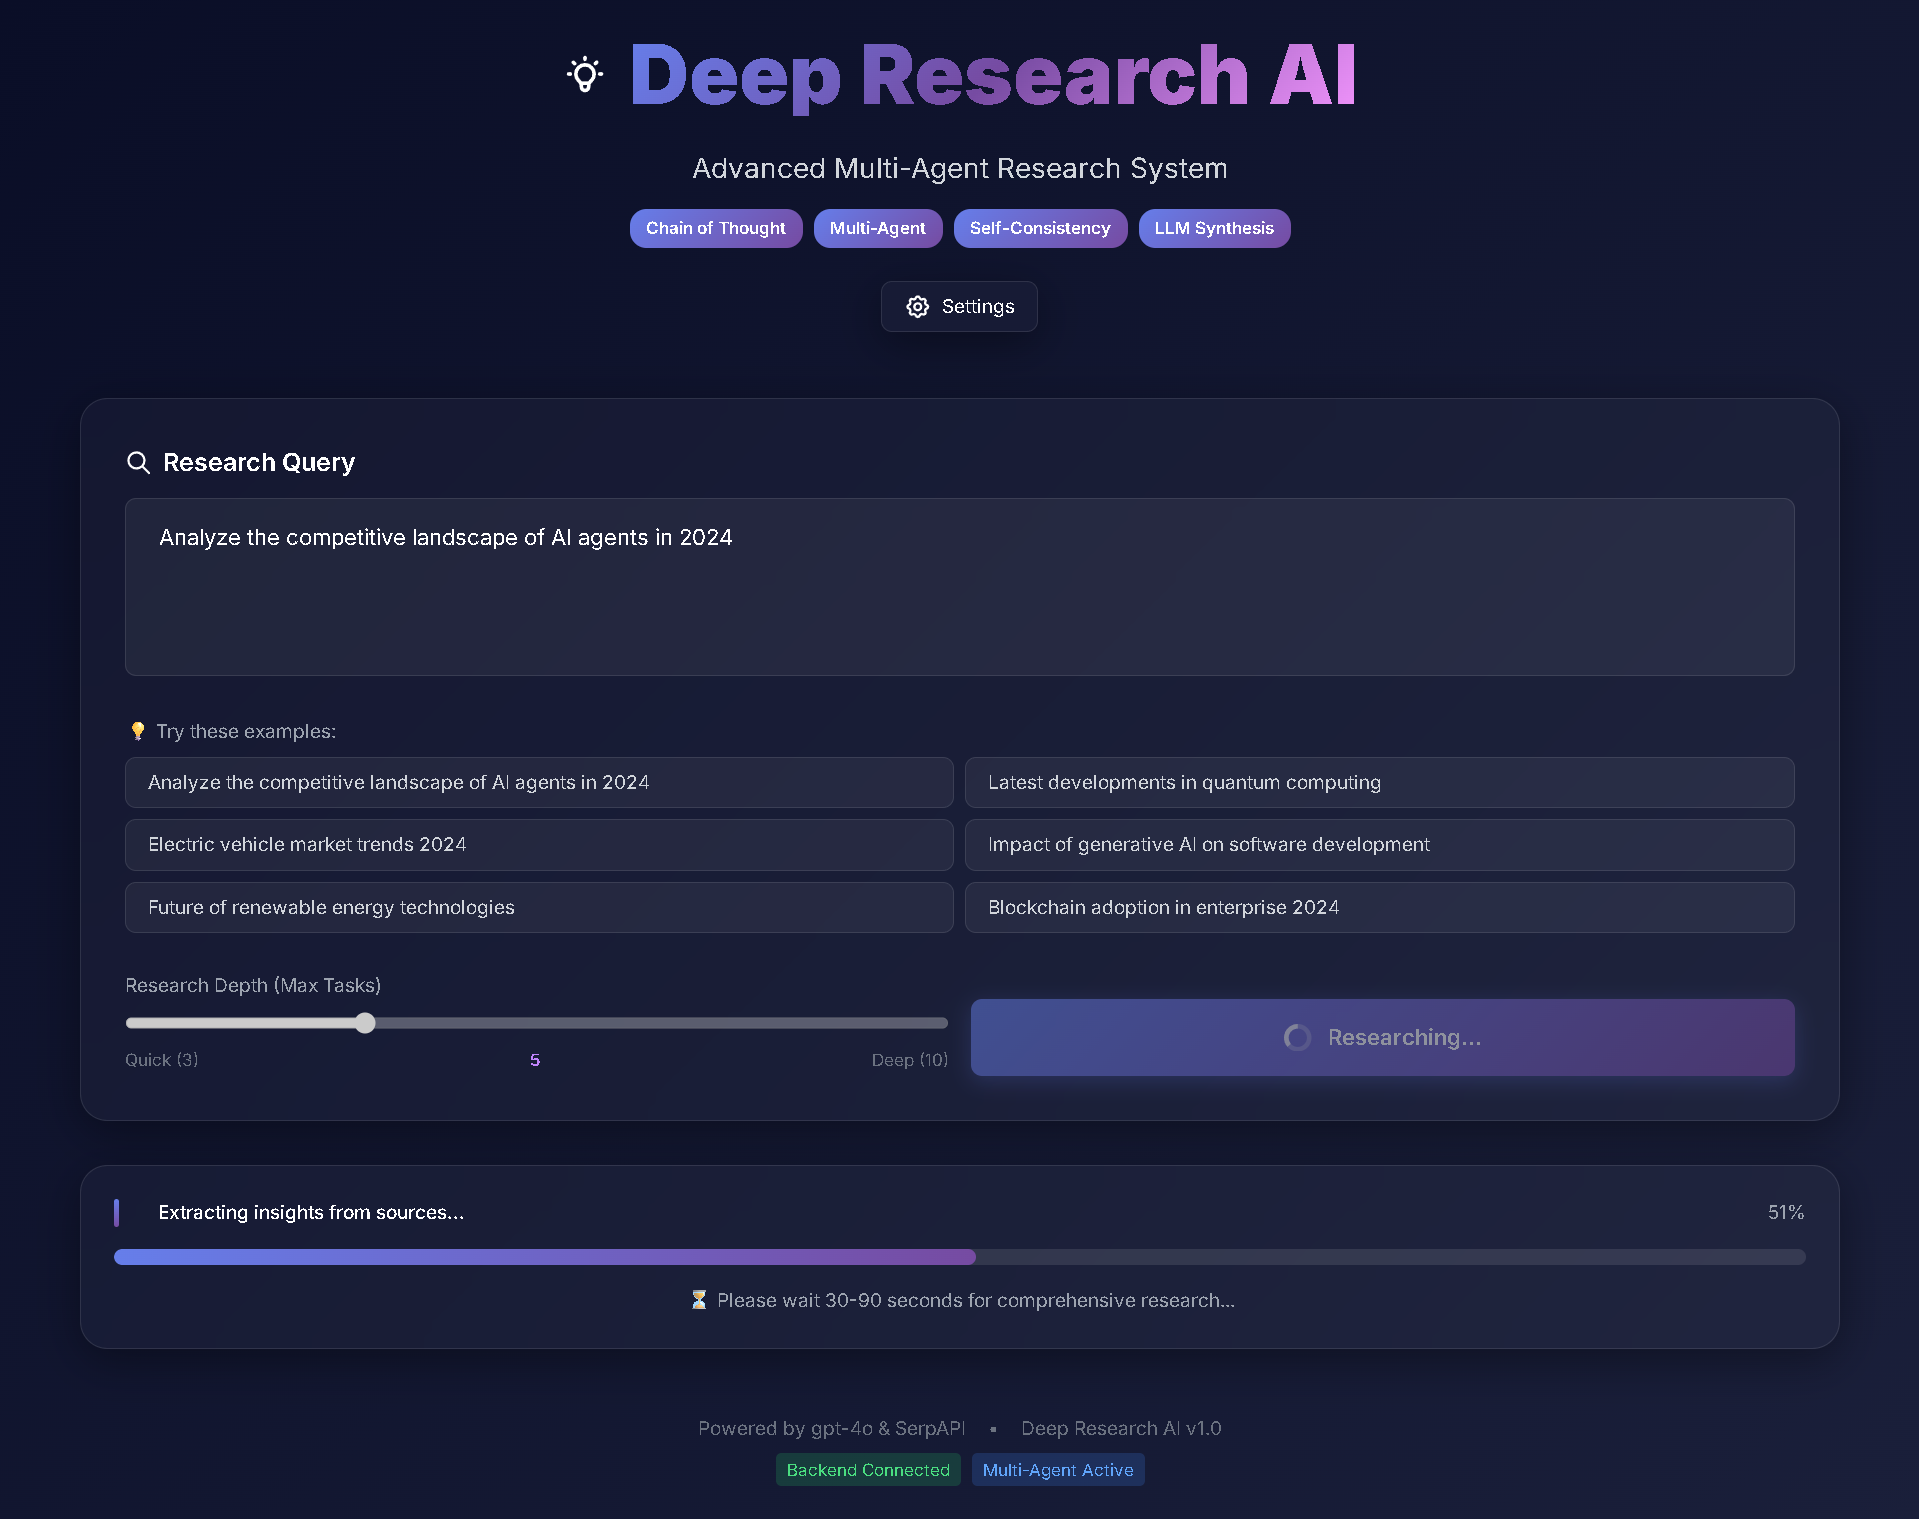 Deep Research AI
Advanced Multi-Agent Research System
Chain of Thought Multi-Agent Self-Consistency LLM Synthesis
Settings
Research Query
Analyze the competitive landscape of AI agents in 2024
💡 Try these examples:
Analyze the competitive landscape of AI agents in 2024 Latest developments in quantum computing
Electric vehicle market trends 2024 Impact of generative AI on software development
Future of renewable energy technologies Blockchain adoption in enterprise 2024
Research Depth (Max Tasks)
Researching...
Quick (3) 5 Deep (10)
Extracting insights from sources... 51%
⏳ Please wait 30-90 seconds for comprehensive research...
Powered by gpt-4o & SerpAPI • Deep Research AI v1.0
Backend Connected Multi-Agent Active